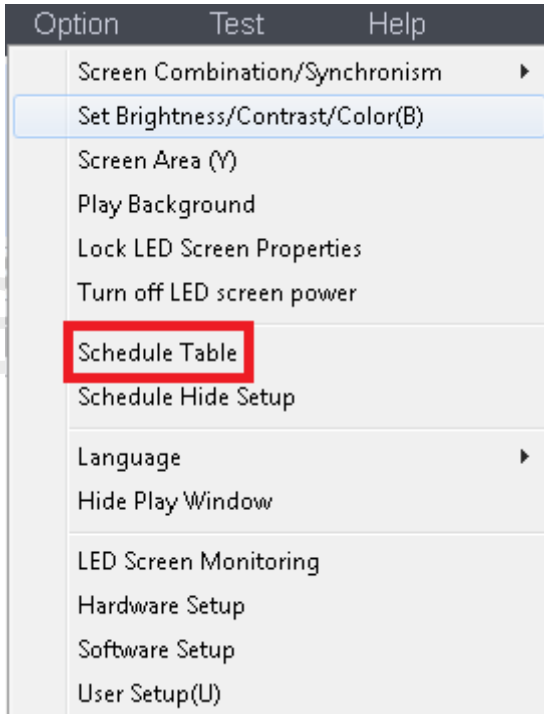 Option Test Help
Screen Combination/Synchronism
Set Brightness/Contrast/Color(B)
Screen Area (Y)
Play Background
Lock LED Screen Properties
Turn off LED screen power
Schedule Table
Schedule Hide Setup
Language
Hide Play Window
LED Screen Monitoring
Hardware Setup
Software Setup
User Setup(U)